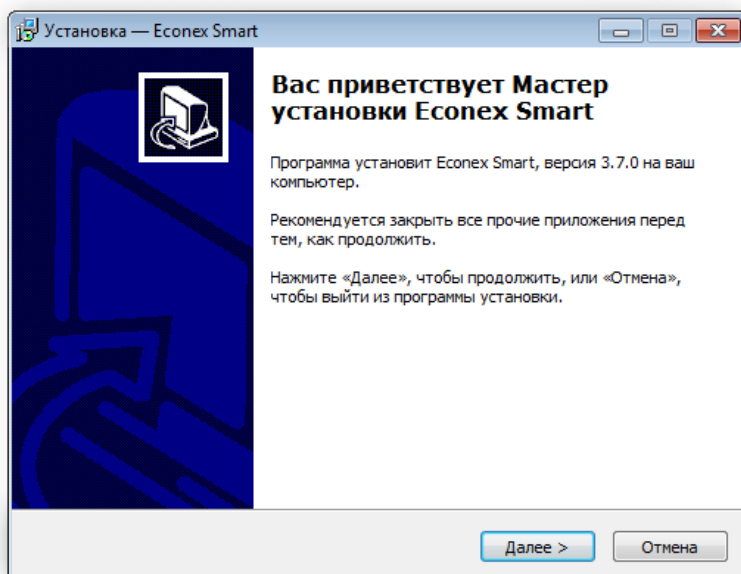 Установка — Econex Smart
Вас приветствует Мастер
установки Econex Smart
Программа установит Econex Smart, версия 3.7.0 на ваш
компьютер.
Рекомендуется закрыть все прочие приложения перед
тем, как продолжить.
Нажмите «Далее», чтобы продолжить, или «Отмена»,
чтобы выйти из программы установки.
Далее >
Отмена